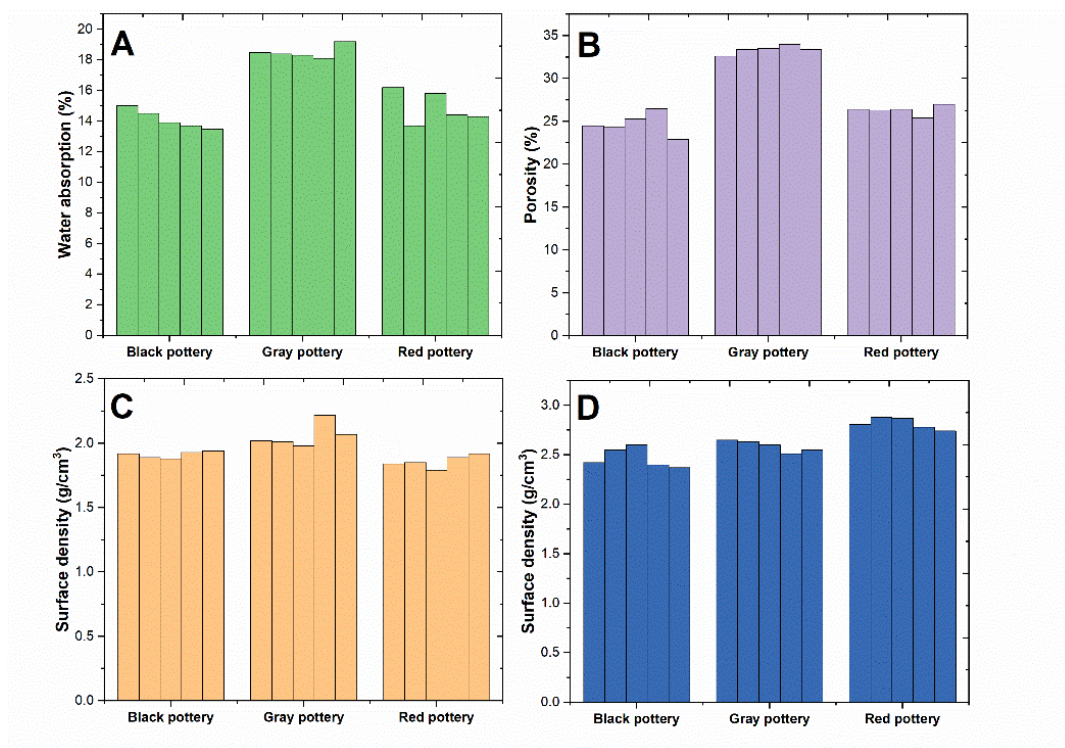 A
Water absorption (%)
20
18
16
14
12
10
8
6
4
2
0
Black pottery
Gray pottery
Red pottery
B
Porosity (%)
35
30
25
20
15
10
5
0
Black pottery
Gray pottery
Red pottery
C
Surface density (g/cm³)
2.5
2.0
1.5
1.0
0.5
0.0
Black pottery
Gray pottery
Red pottery
D
Surface density (g/cm³)
3.0
2.5
2.0
1.5
1.0
0.5
0.0
Black pottery
Gray pottery
Red pottery